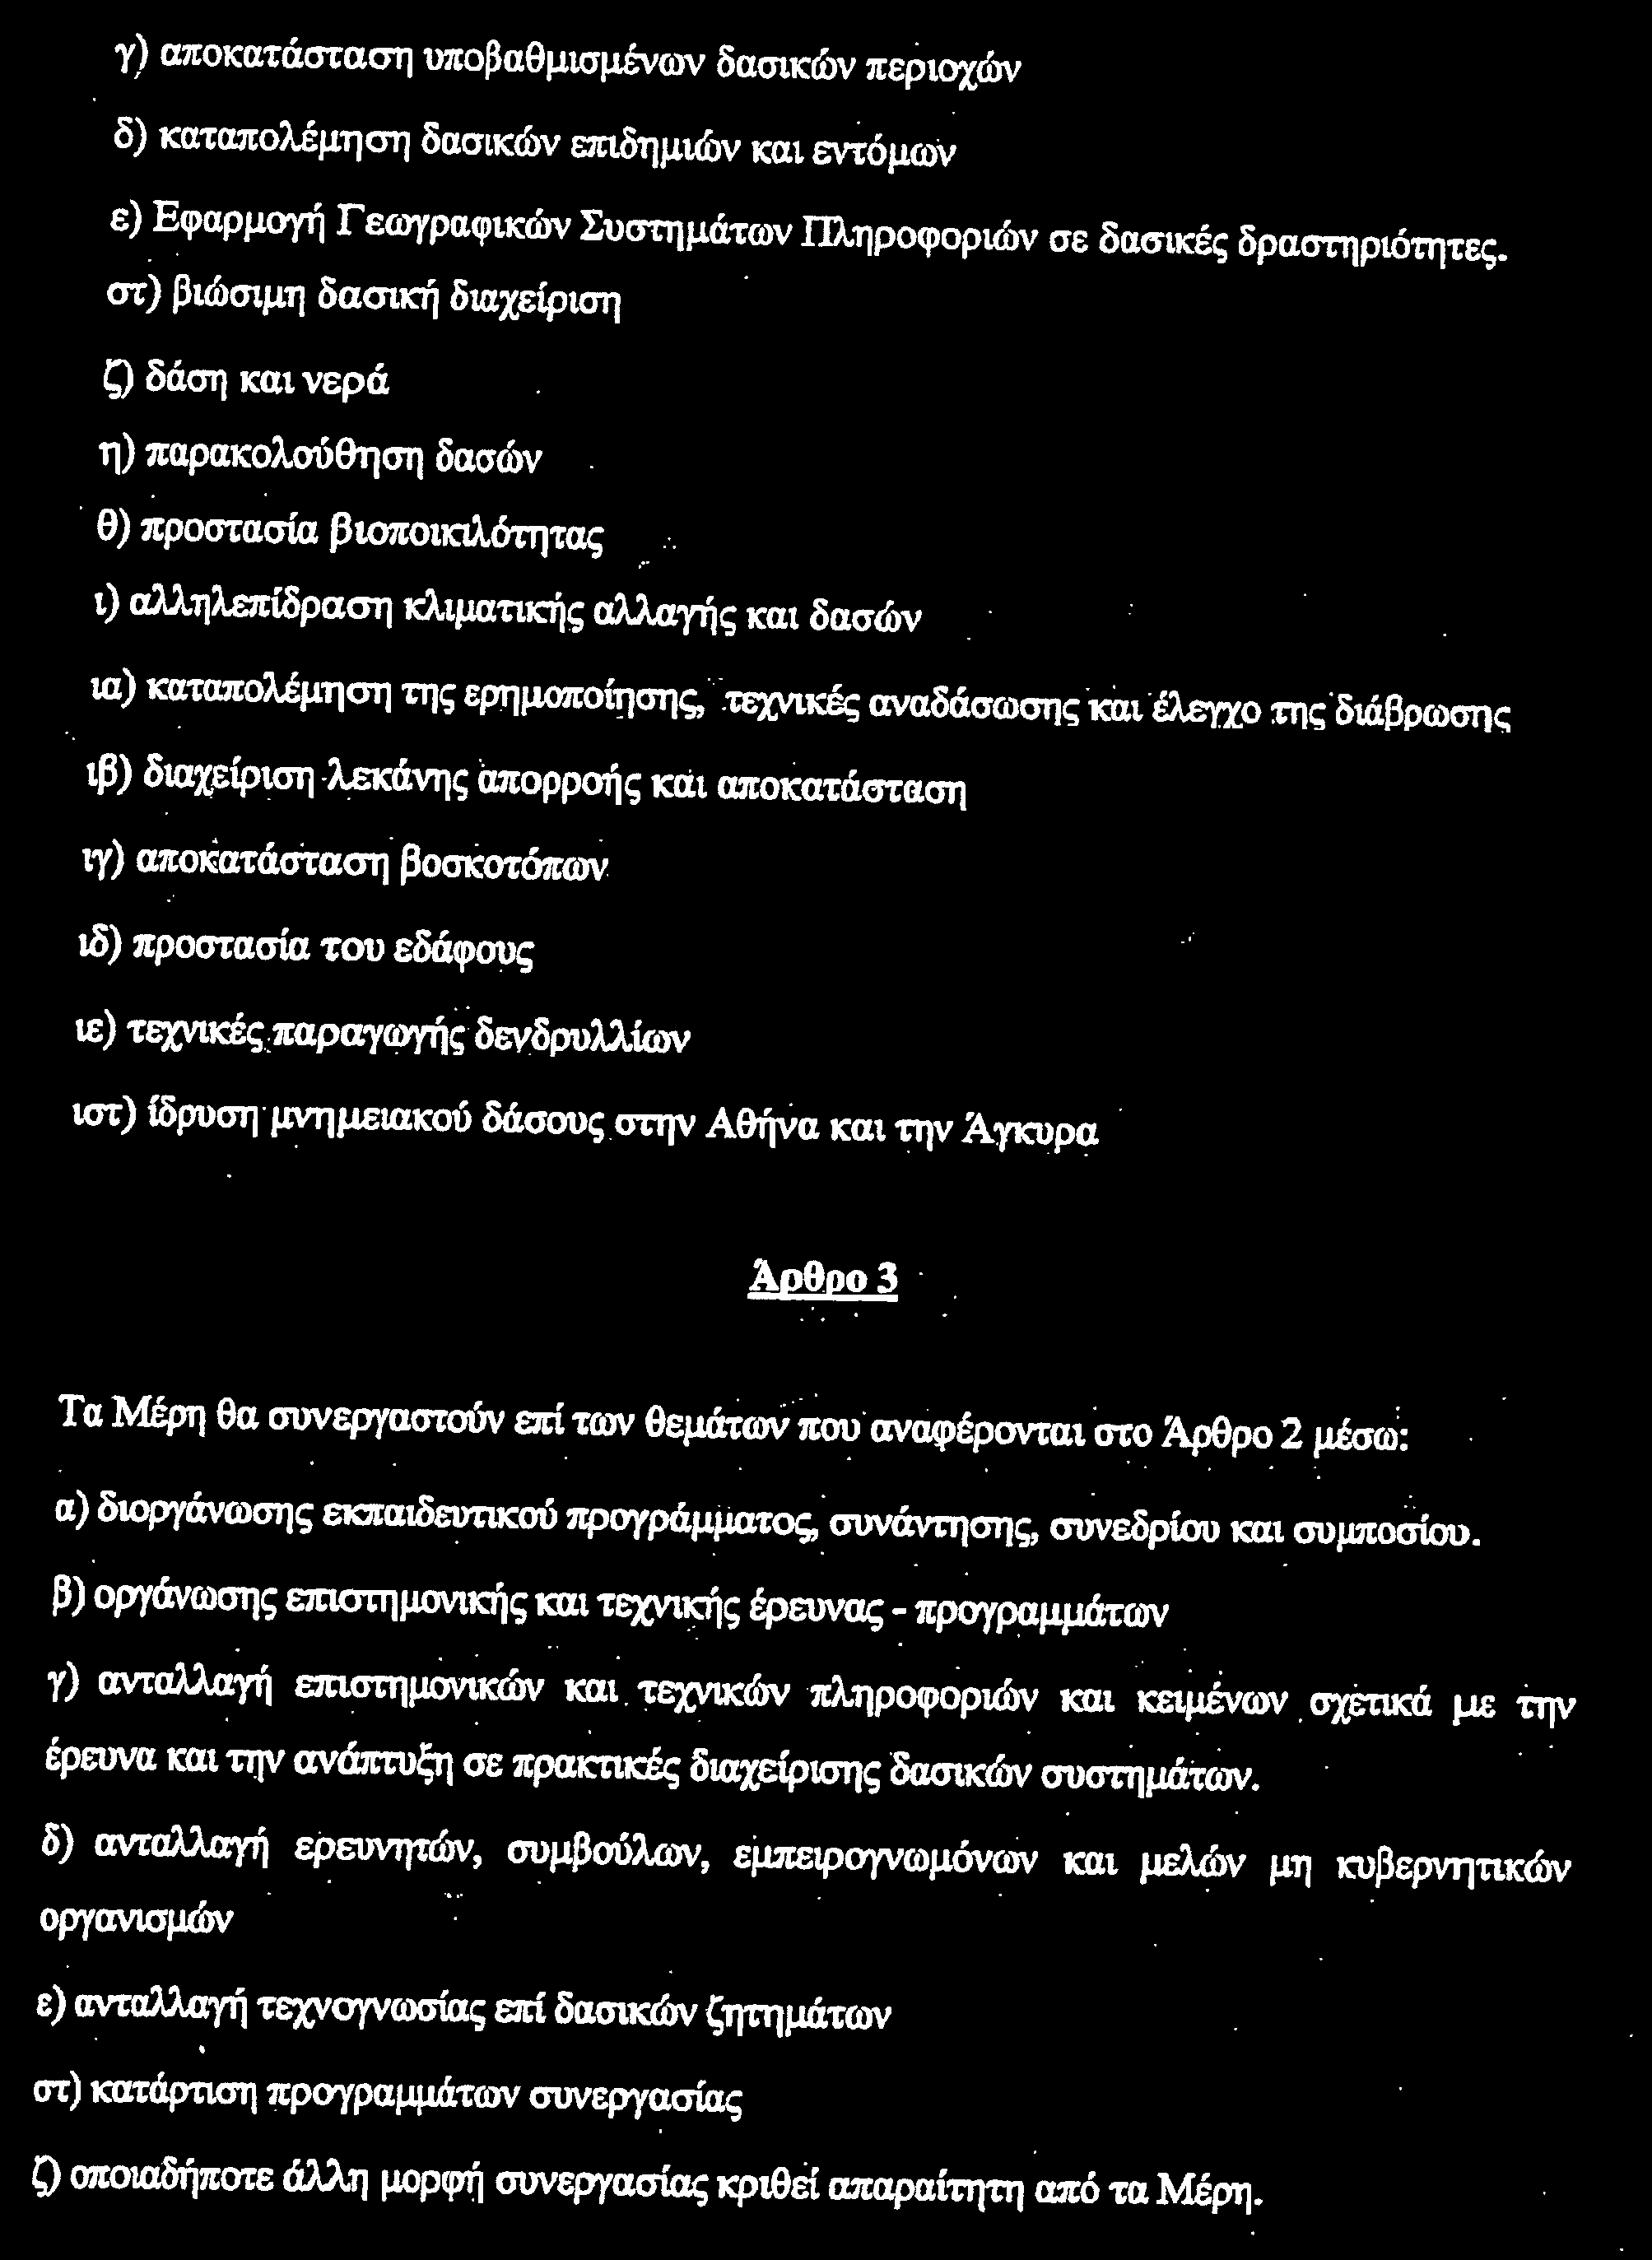 γ) αποκατάσταση υποβαθμισμένων δασικών περιοχών
δ) καταπολέμηση δασικών επιδημιών και εντόμων
ε) Εφαρμογή Γεωγραφικών Συστημάτων Πληροφοριών σε δασικές δραστηριότητες.
στ) βιώσιμη δασική διαχείριση
ζ) δάση και νερά
η) παρακολούθηση δασών
θ) προστασία βιοποικιλότητας
ι) αλληλεπίδραση κλιματικής αλλαγής και δασών
ια) καταπολέμηση της ερημοποίησης, τεχνικές αναδάσωσης και έλεγχο της διάβρωσης
ιβ) διαχείριση λεκάνης απορροής και αποκατάσταση
ιγ) αποκατάσταση βοσκοτόπων
ιδ) προστασία του εδάφους
ιε) τεχνικές παραγωγής δενδρυλλίων
ιστ) ίδρυση μνημειακού δάσους στην Αθήνα και την Άγκυρα
Άρθρο 3
Τα Μέρη θα συνεργαστούν επί των θεμάτων που αναφέρονται στο Άρθρο 2 μέσω:
α) διοργάνωσης εκπαιδευτικού προγράμματος, συνάντησης, συνεδρίου και συμποσίου.
β) οργάνωσης επιστημονικής και τεχνικής έρευνας - προγραμμάτων
γ) ανταλλαγή επιστημονικών και τεχνικών πληροφοριών και κειμένων σχετικά με την
έρευνα και την ανάπτυξη σε πρακτικές διαχείρισης δασικών συστημάτων.
δ) ανταλλαγή ερευνητών, συμβούλων, εμπειρογνωμόνων και μελών μη κυβερνητικών
οργανισμών
ε) ανταλλαγή τεχνογνωσίας επί δασικών ζητημάτων
στ) κατάρτιση προγραμμάτων συνεργασίας
ζ) οποιαδήποτε άλλη μορφή συνεργασίας κριθεί απαραίτητη από τα Μέρη.